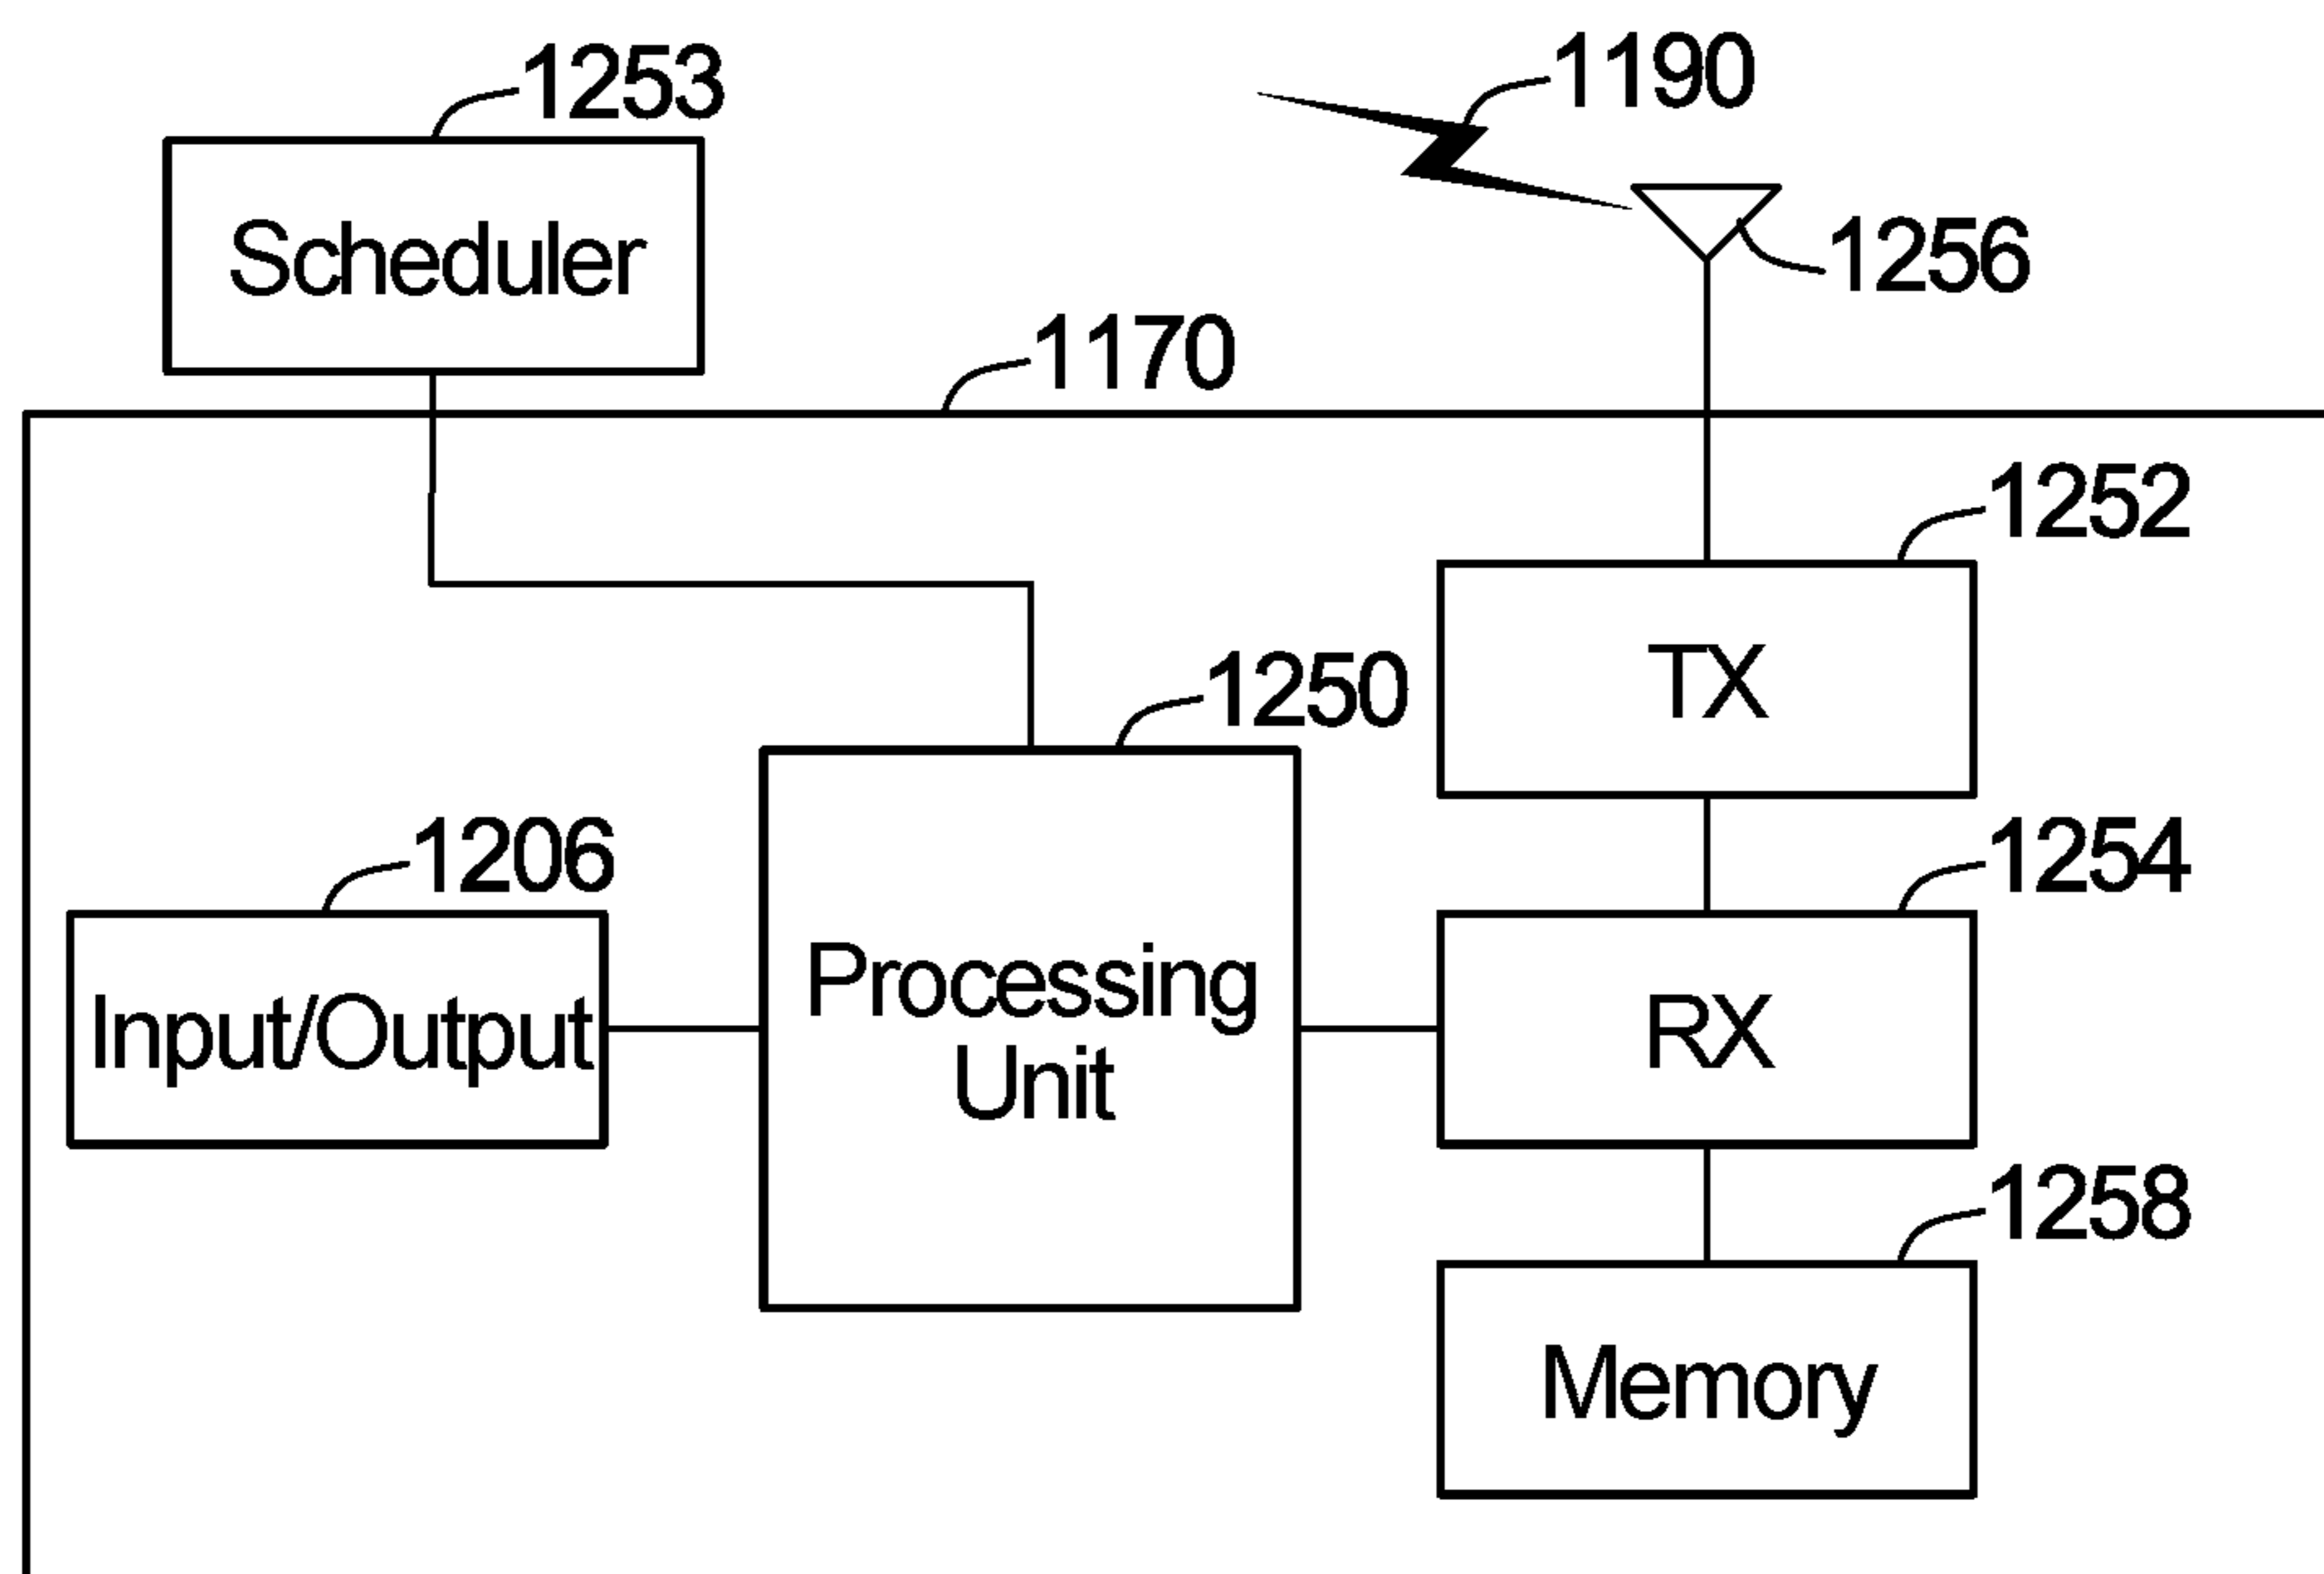 1253
1190
Scheduler
1256
1170
1252
TX
1250
1206
1254
Input/Output
Processing
Unit
RX
1258
Memory